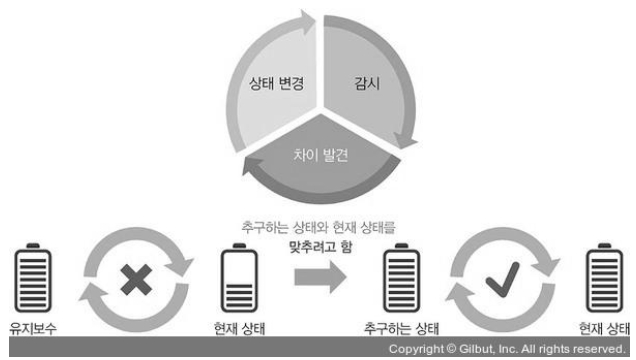 상태 변경
감시
차이 발견
추구하는 상태와 현재 상태를
맞추려고 함
유지보수
현재 상태
추구하는 상태
현재 상태
Copyright © Gilbut, Inc. All rights reserved.